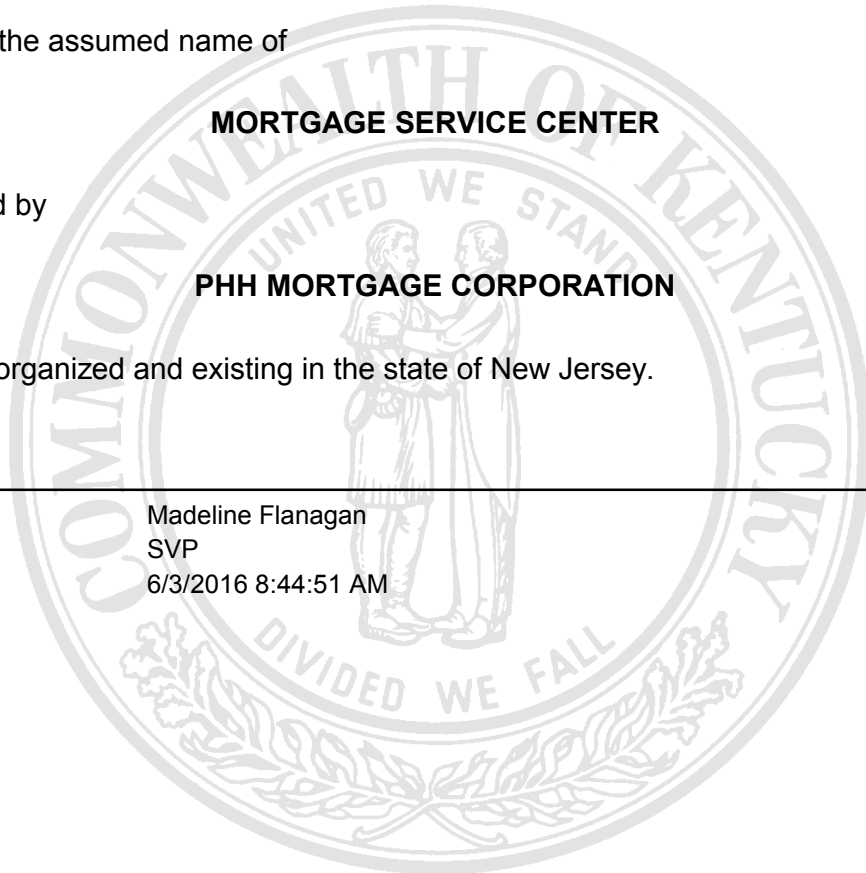 the assumed name of
MORTGAGE SERVICE CENTER
d by
PHH MORTGAGE CORPORATION
organized and existing in the state of New Jersey.
Madeline Flanagan
SVP
6/3/2016 8:44:51 AM
COMMONWEALTH OF KENTUCKY
UNITED WE STAND
DIVIDED WE FALL